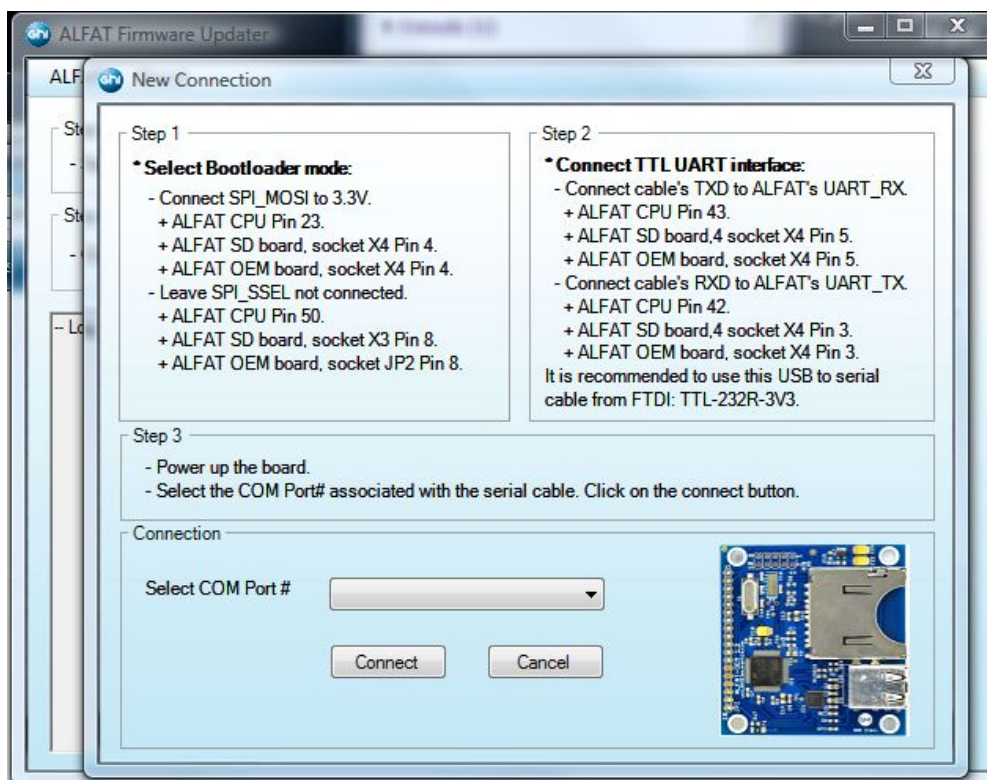 ALFAT Firmware Updater
ALF
New Connection
Step 1
* Select Bootloader mode:
- Connect SPI_MOSI to 3.3V.
+ ALFAT CPU Pin 23.
+ ALFAT SD board, socket X4 Pin 4.
+ ALFAT OEM board, socket X4 Pin 4.
- Leave SPI_SSEL not connected.
+ ALFAT CPU Pin 50.
+ ALFAT SD board, socket X3 Pin 8.
+ ALFAT OEM board, socket JP2 Pin 8.
Step 2
* Connect TTL UART interface:
- Connect cable's TXD to ALFAT's UART_RX.
+ ALFAT CPU Pin 43.
+ ALFAT SD board,4 socket X4 Pin 5.
+ ALFAT OEM board, socket X4 Pin 5.
- Connect cable's RXD to ALFAT's UART_TX.
+ ALFAT CPU Pin 42.
+ ALFAT SD board,4 socket X4 Pin 3.
+ ALFAT OEM board, socket X4 Pin 3.
It is recommended to use this USB to serial
cable from FTDI: TTL-232R-3V3.
Step 3
- Power up the board.
- Select the COM Port# associated with the serial cable. Click on the connect button.
Connection
Select COM Port #
Connect
Cancel